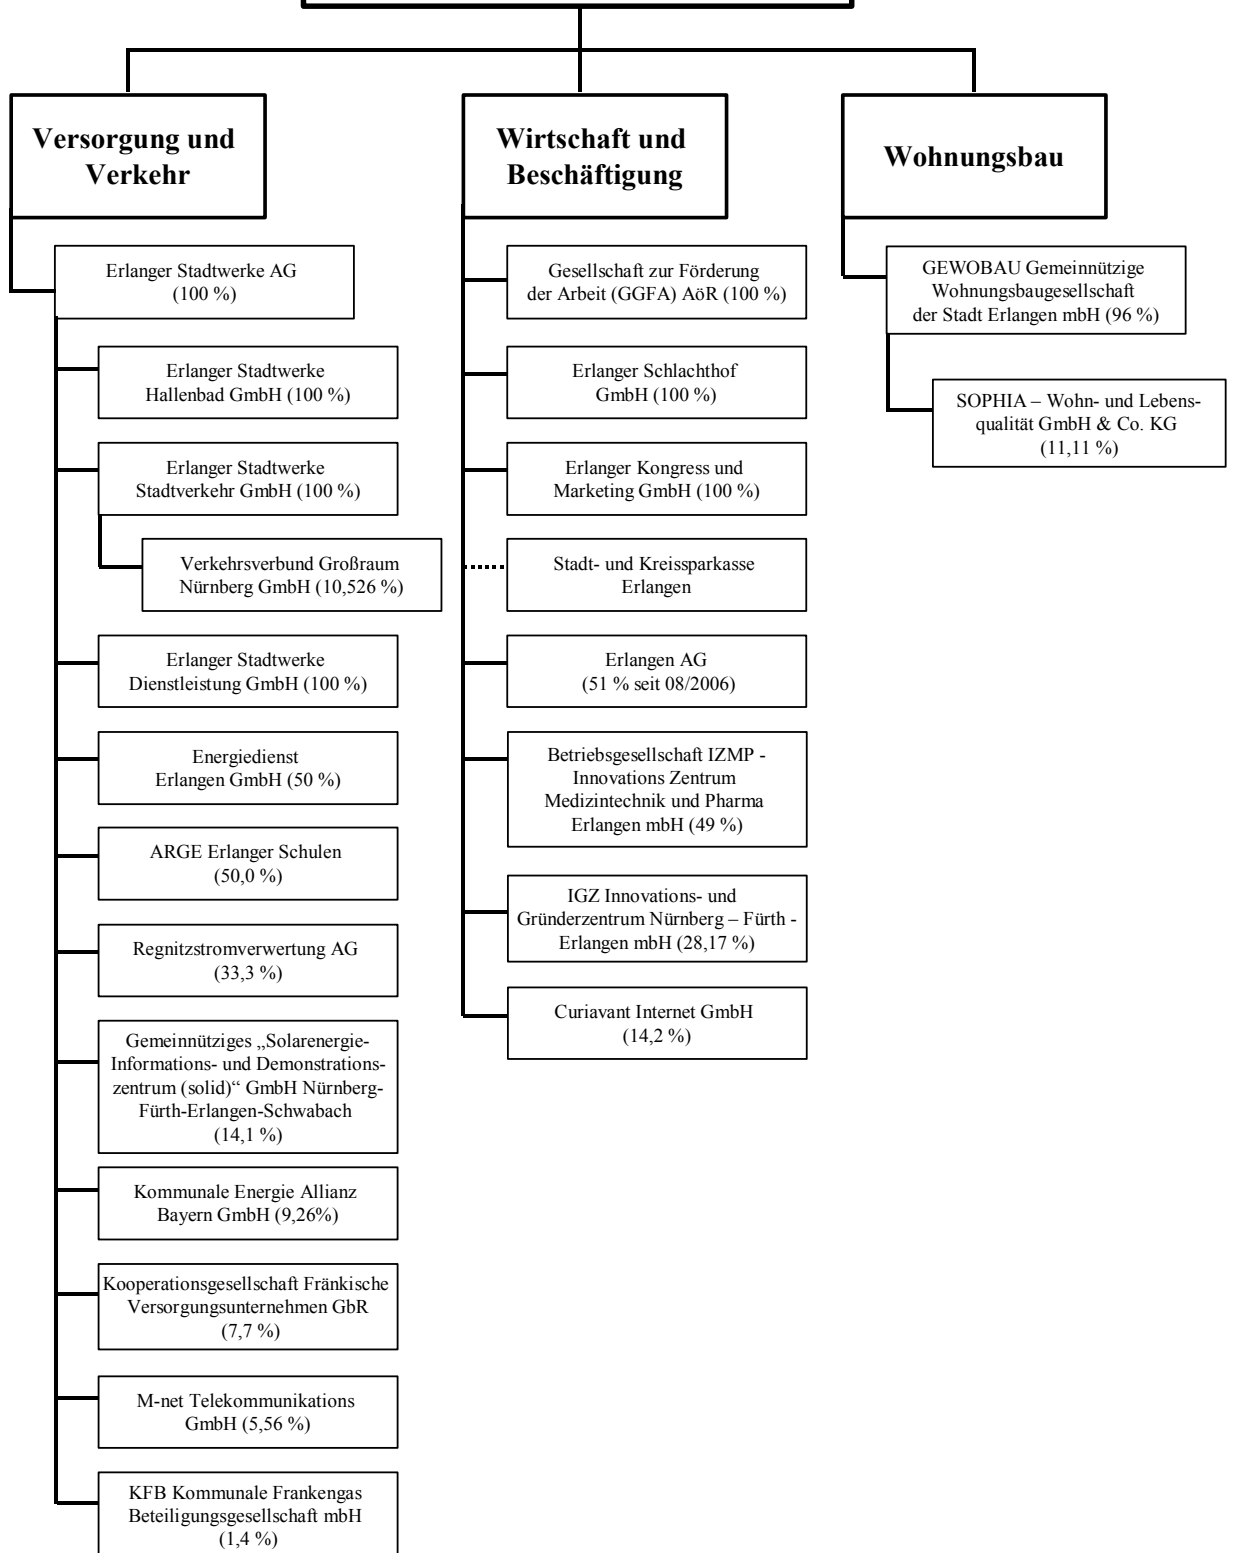 Versorgung und
Verkehr
Erlanger Stadtwerke AG
(100 %)
Erlanger Stadtwerke
Hallenbad GmbH (100 %)
Erlanger Stadtwerke
Stadtverkehr GmbH (100 %)
Verkehrsverbund Großraum
Nürnberg GmbH (10,526 %)
Erlanger Stadtwerke
Dienstleistung GmbH (100 %)
Energiedienst
Erlangen GmbH (50 %)
ARGE Erlanger Schulen
(50,0 %)
Regnitzstromverwertung AG
(33,3 %)
Gemeinnütziges „Solarenergie-
Informations- und Demonstrations-
zentrum (solid)“ GmbH Nürnberg-
Fürth-Erlangen-Schwabach
(14,1 %)
Kommunale Energie Allianz
Bayern GmbH (9,26%)
Kooperationsgesellschaft Fränkische
Versorgungsunternehmen GbR
(7,7 %)
M-net Telekommunikations
GmbH (5,56 %)
KFB Kommunale Frankengas
Beteiligungsgesellschaft mbH
(1,4 %)
Wirtschaft und
Beschäftigung
Gesellschaft zur Förderung
der Arbeit (GGFA) AöR (100 %)
Erlanger Schlachthof
GmbH (100 %)
Erlanger Kongress und
Marketing GmbH (100 %)
Stadt- und Kreissparkasse
Erlangen
Erlangen AG
(51 % seit 08/2006)
Betriebsgesellschaft IZMP -
Innovations Zentrum
Medizintechnik und Pharma
Erlangen mbH (49 %)
IGZ Innovations- und
Gründerzentrum Nürnberg – Fürth -
Erlangen mbH (28,17 %)
Curiavant Internet GmbH
(14,2 %)
Wohnungsbau
GEWOBAU Gemeinnützige
Wohnungsbaugesellschaft
der Stadt Erlangen mbH (96 %)
SOPHIA – Wohn- und Lebens-
qualität GmbH & Co. KG
(11,11 %)